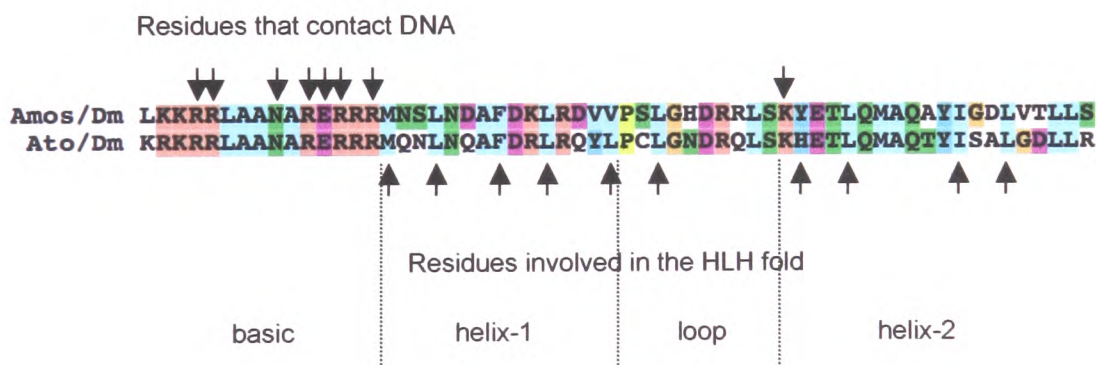 Residues that contact DNA
Amos/Dm LKKRRLAANARERRRMNSLNDAFDKLRDVVPSLGHDRRLSKYETLQMAQAYIGDLVTLLS
Ato/Dm KRKRRLAANARERRRMQNLNQAFDRLRQYLPCLGNDRQLSKHETLQMAQTYISALGDLLR
Residues involved in the HLH fold
basic helix-1 loop helix-2